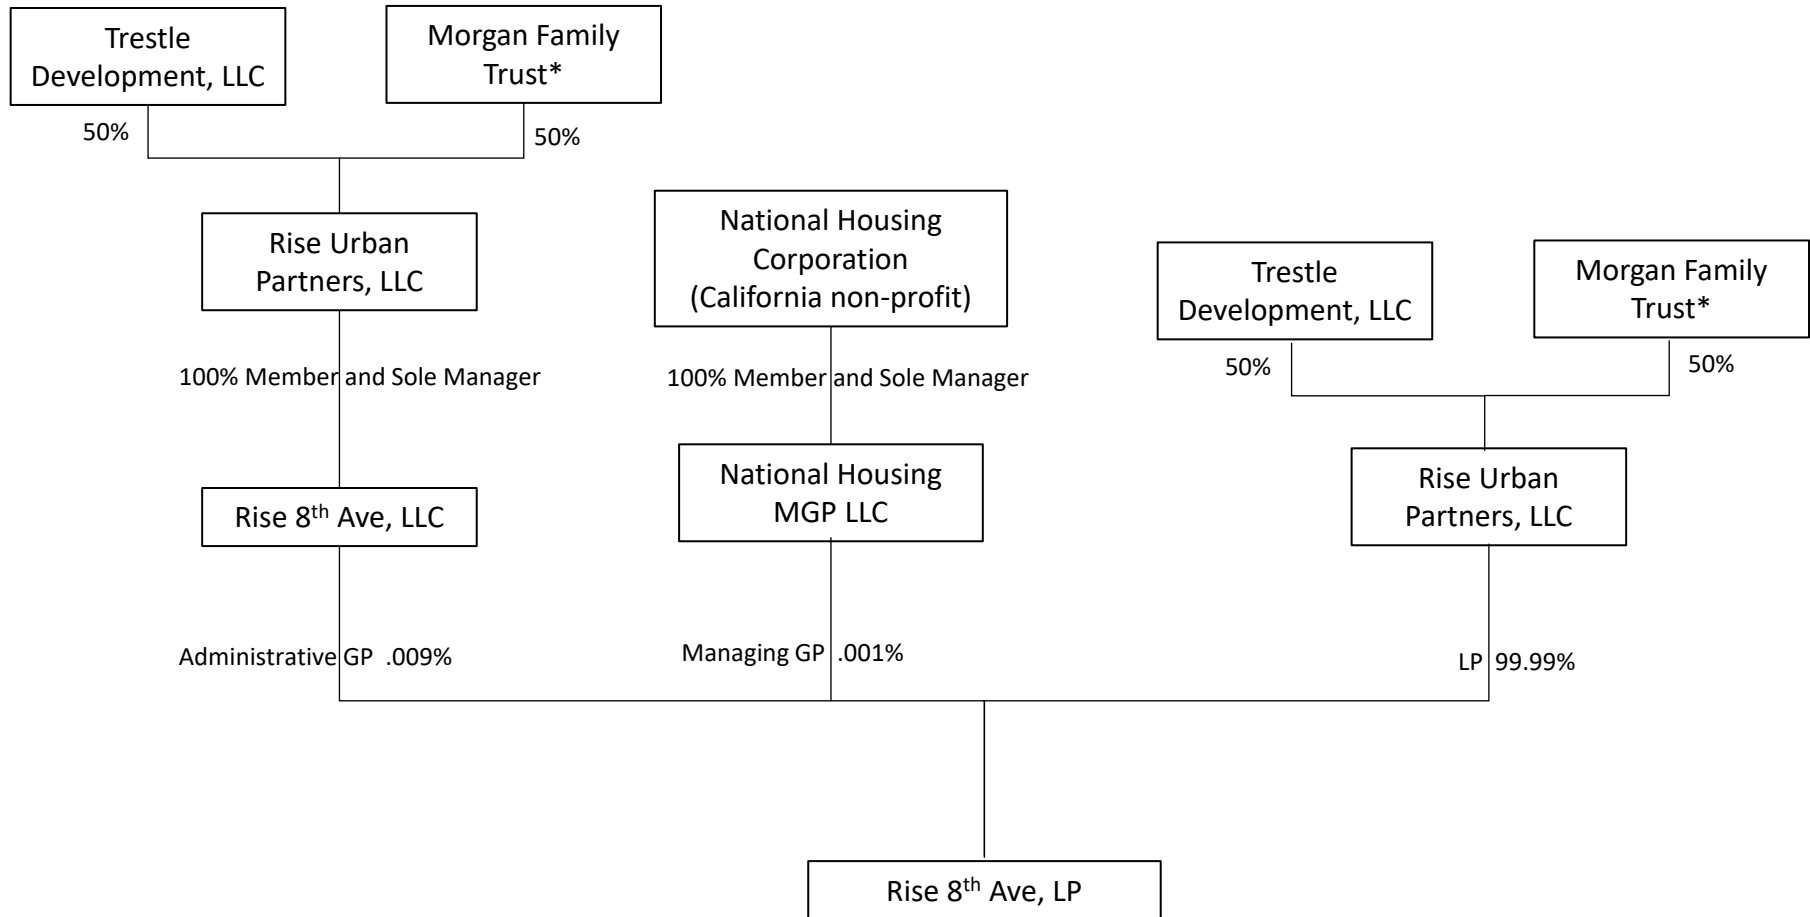 Trestle
Development, LLC
Morgan Family
Trust*
50%
50%
Rise Urban
Partners, LLC
National Housing
Corporation
(California non-profit)
Trestle
Development, LLC
Morgan Family
Trust*
100% Member and Sole Manager
100% Member and Sole Manager
50%
50%
Rise 8th Ave, LLC
National Housing
MGP LLC
Rise Urban
Partners, LLC
Administrative GP .009%
Managing GP .001%
LP 99.99%
Rise 8th Ave, LP